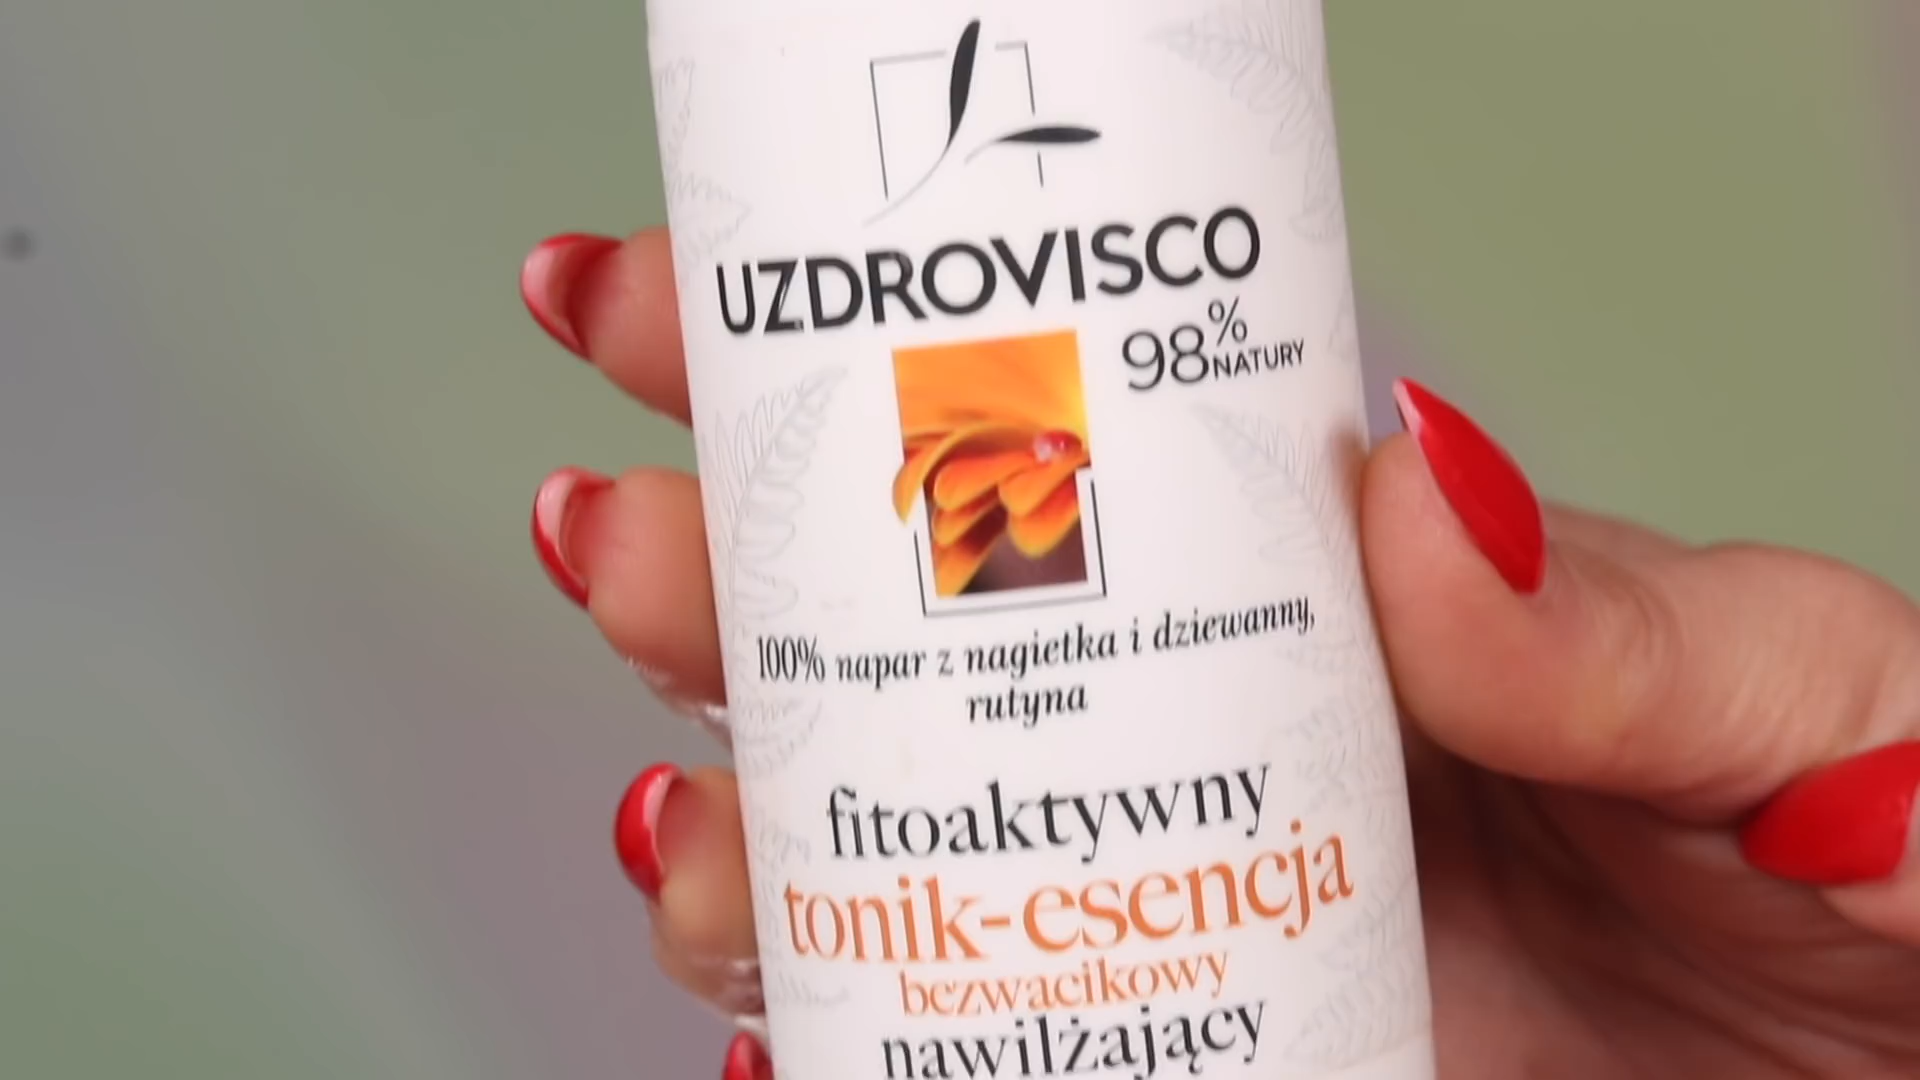 UZDROVISCO
98% NATURY
100% napar z nagietka i dziewanny,
rutyna
fitoaktywny
tonik-esencja
bezwacikowy
nawilżający